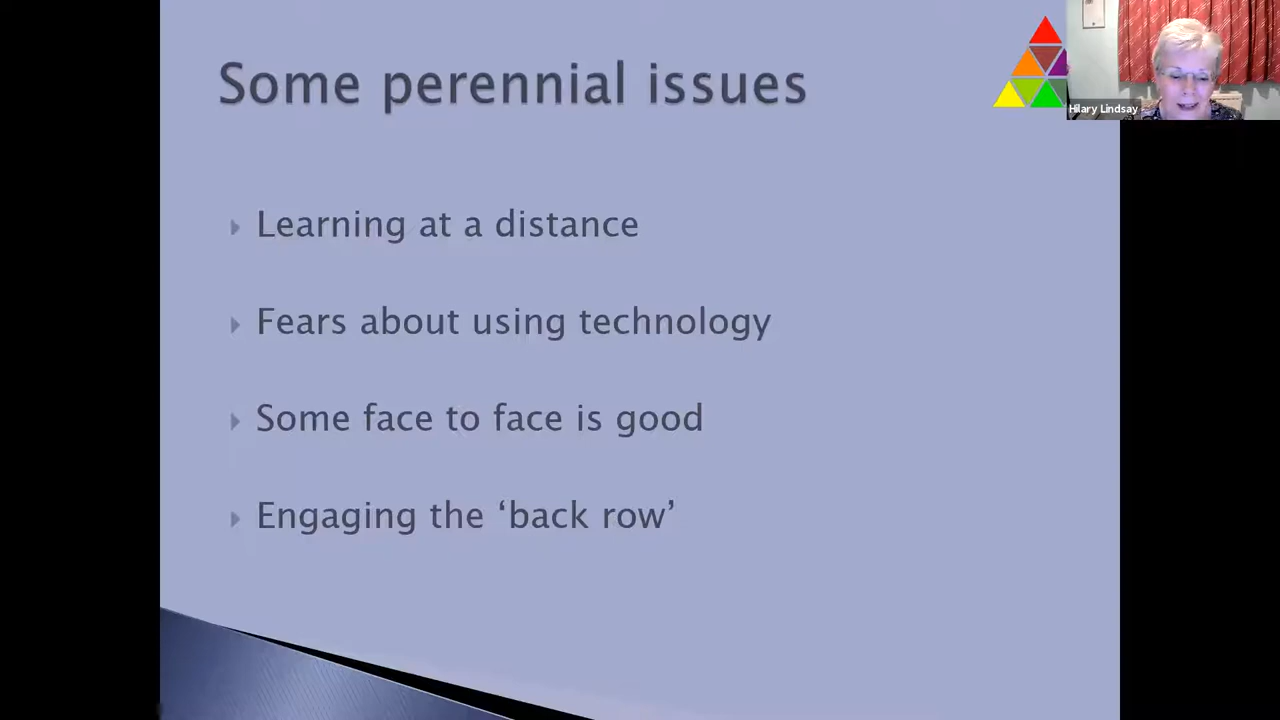 Some perennial issues
Hilary Lindsay
Learning at a distance
Fears about using technology
Some face to face is good
Engaging the ‘back row’